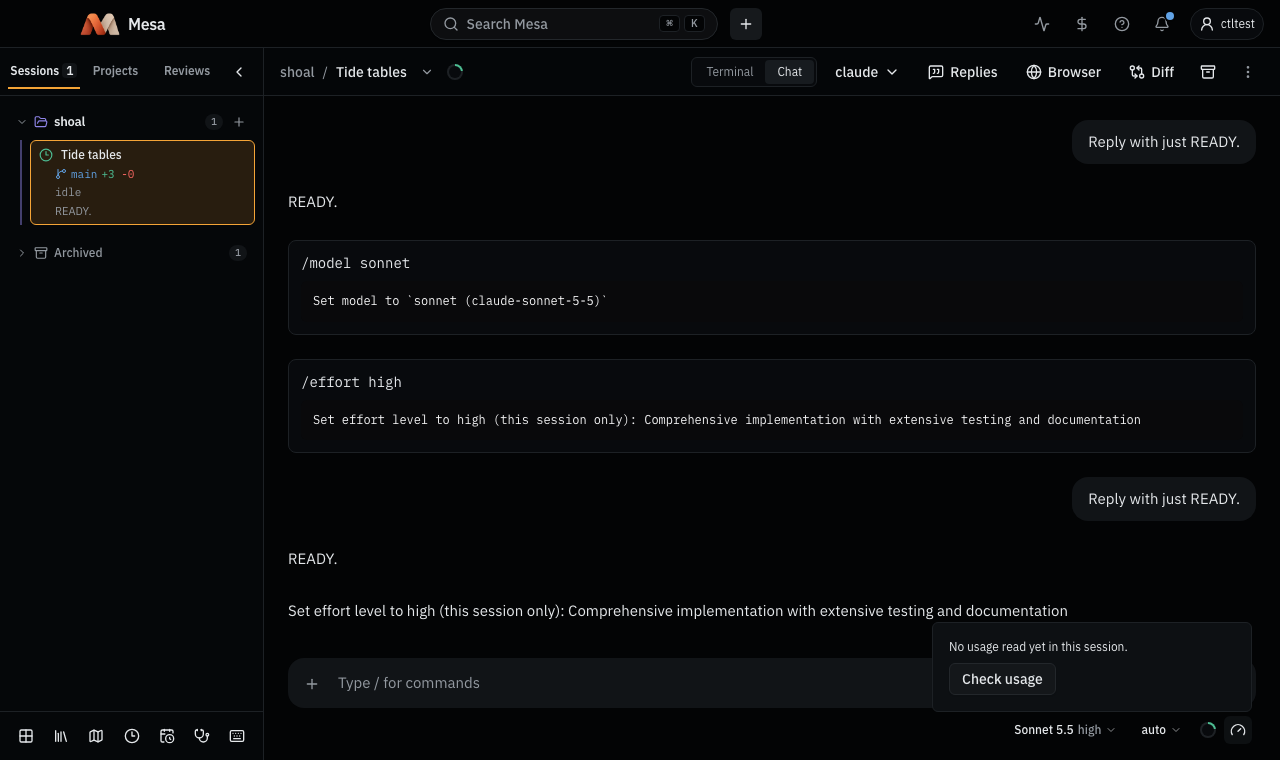 Mesa
Search Mesa
⌘ K
ctltest
Sessions 1
Projects
Reviews
shoal / Tide tables
Terminal
Chat
claude
Replies
Browser
Diff
shoal
1
Tide tables
main +3 -0
idle
READY.
Archived
1
Reply with just READY.
READY.
/model sonnet
Set model to `sonnet (claude-sonnet-5-5)`
/effort high
Set effort level to high (this session only): Comprehensive implementation with extensive testing and documentation
Reply with just READY.
READY.
Set effort level to high (this session only): Comprehensive implementation with extensive testing and documentation
No usage read yet in this session.
Check usage
Type / for commands
Sonnet 5.5 high
auto